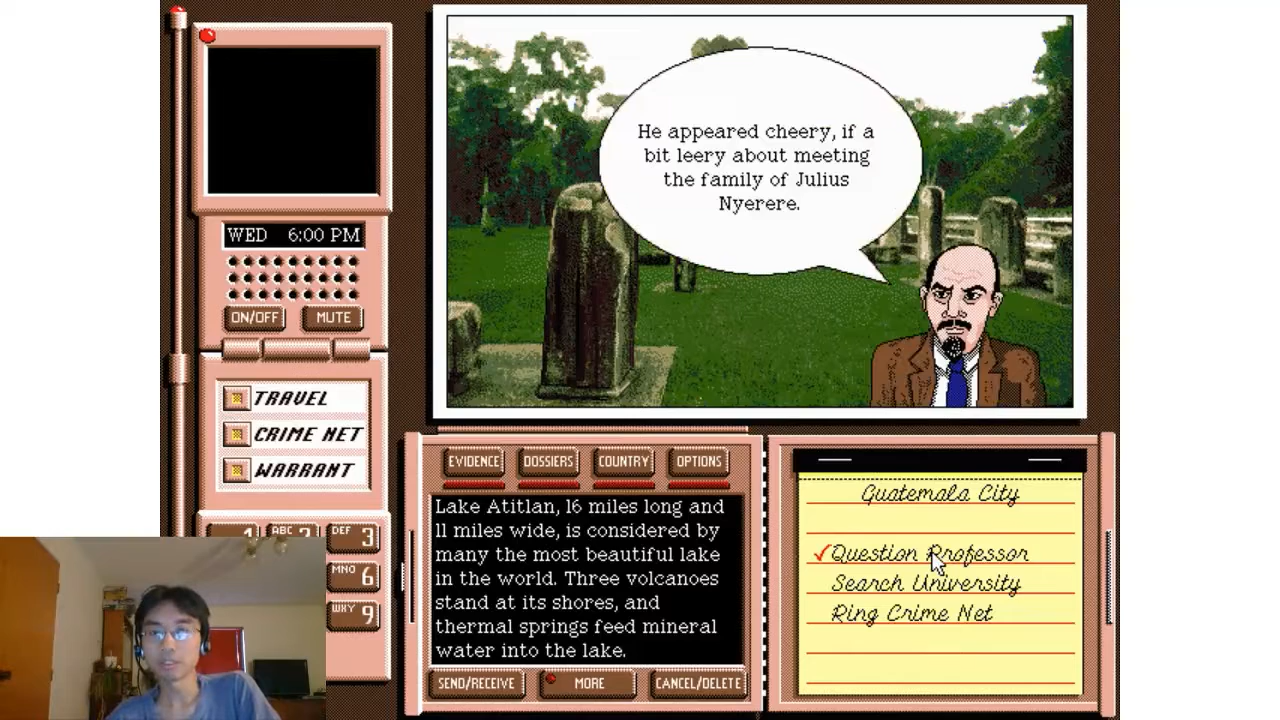 He appeared cheery, if a
bit leery about meeting
the family of Julius
Nyerere.
WED 6:00 PM
ON/OFF MUTE
TRAVEL
CRIME NET
WARRANT
1 ABC 2 DEF 3
MNO 6
WXY 9
EVIDENCE DOSSIERS COUNTRY OPTIONS
Lake Atitlan, 16 miles long and
11 miles wide, is considered by
many the most beautiful lake
in the world. Three volcanoes
stand at its shores, and
thermal springs feed mineral
water into the lake.
SEND/RECEIVE MORE CANCEL/DELETE
Guatemala City
✓Question Professor
Search University
Ring Crime Net